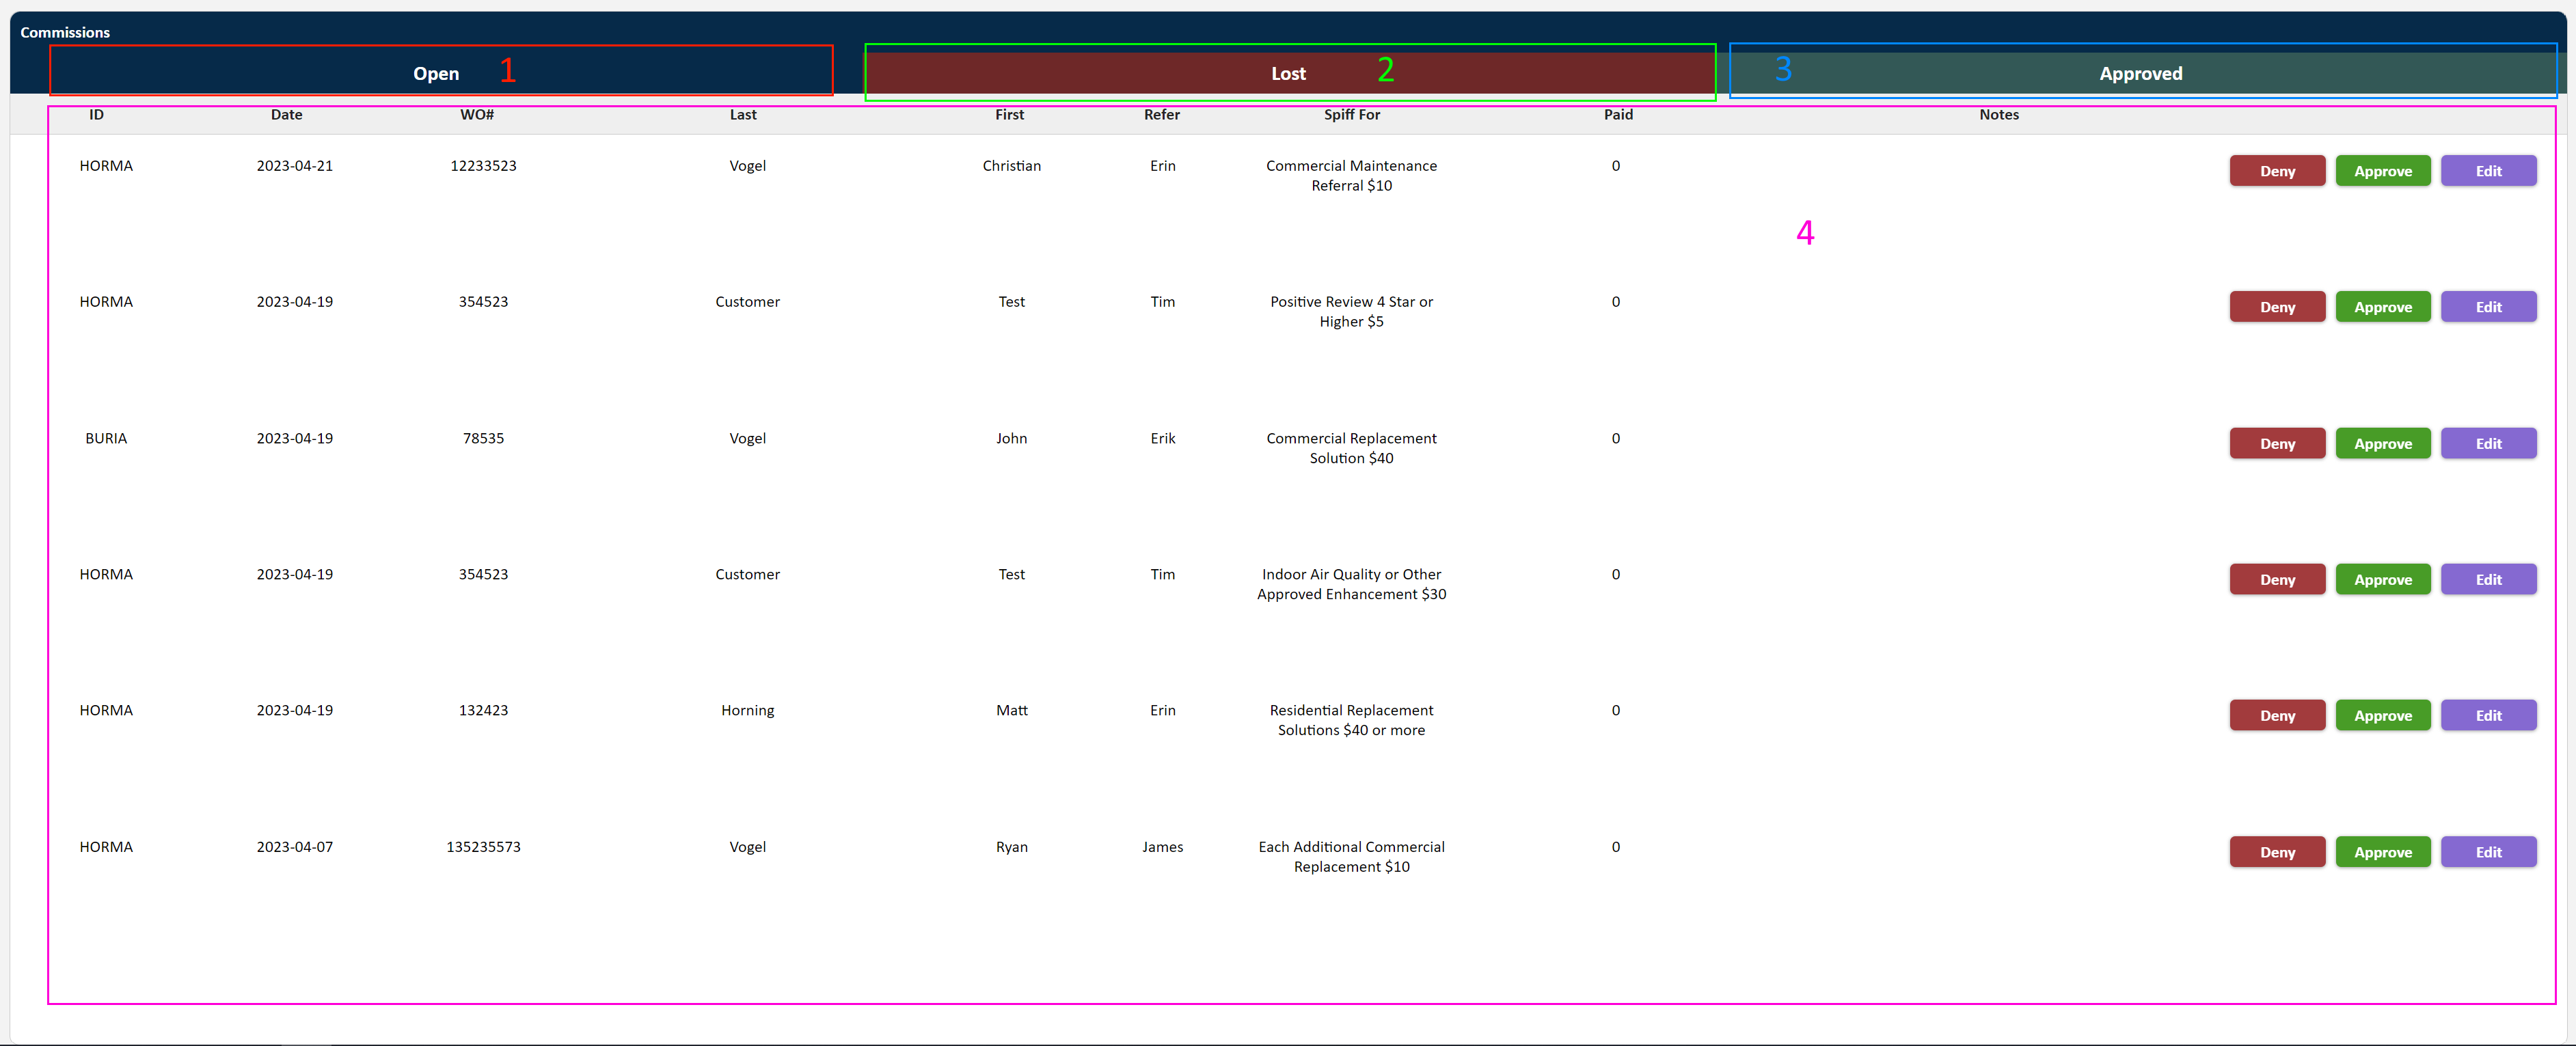 Commissions
Open 1 Lost 2 3 Approved
ID Date WO# Last First Refer Spiff For Paid Notes
HORMA 2023-04-21 12233523 Vogel Christian Erin Commercial Maintenance 0 Deny Approve Edit
Referral $10
4
HORMA 2023-04-19 354523 Customer Test Tim Positive Review 4 Star or 0 Deny Approve Edit
Higher $5
BURIA 2023-04-19 78535 Vogel John Erik Commercial Replacement 0 Deny Approve Edit
Solution $40
HORMA 2023-04-19 354523 Customer Test Tim Indoor Air Quality or Other 0 Deny Approve Edit
Approved Enhancement $30
HORMA 2023-04-19 132423 Horning Matt Erin Residential Replacement 0 Deny Approve Edit
Solutions $40 or more
HORMA 2023-04-07 135235573 Vogel Ryan James Each Additional Commercial 0 Deny Approve Edit
Replacement $10